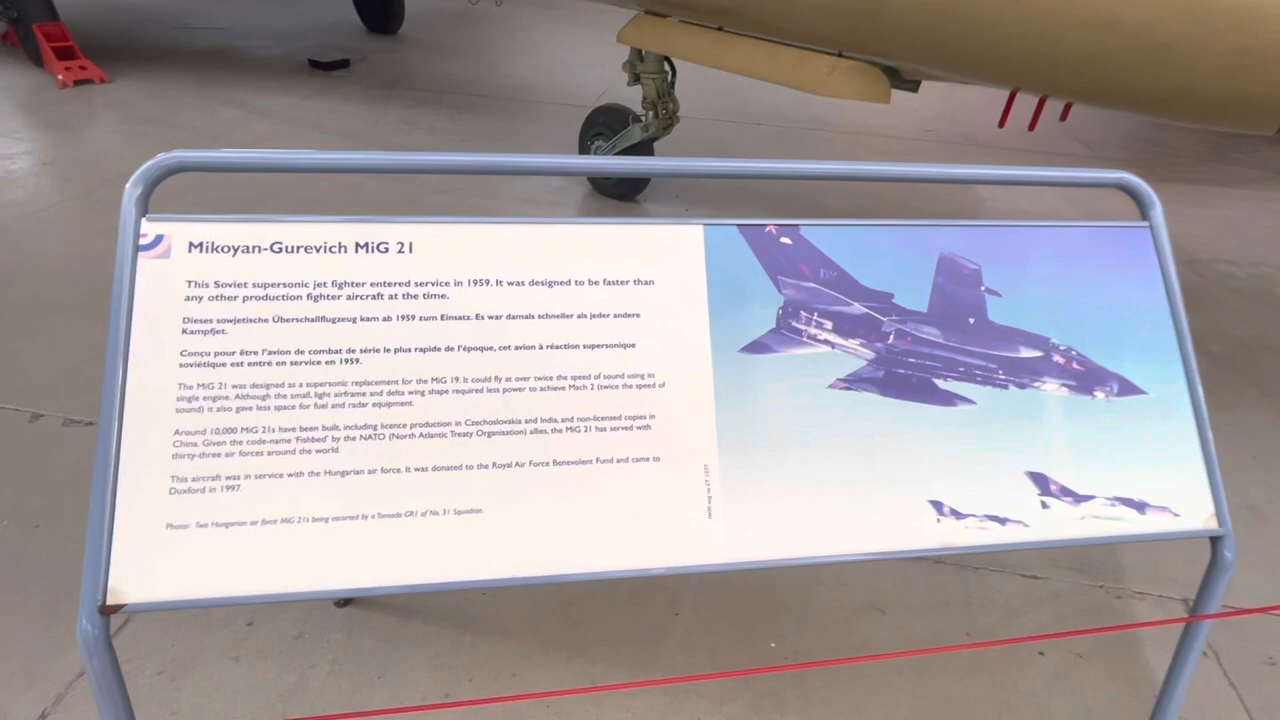 Mikoyan-Gurevich MiG 21
This Soviet supersonic jet fighter entered service in 1959. It was designed to be faster than
any other production fighter aircraft at the time.
Dieses sowjetische Überschallflugzeug kam ab 1959 zum Einsatz. Es war damals schneller als jeder andere
Kampfjet.
Conçu pour être l'avion de combat de série le plus rapide de l'époque, cet avion à réaction supersonique
soviétique est entré en service en 1959.
The MiG 21 was designed as a supersonic replacement for the MiG 19. It could fly at over twice the speed of sound using its
single engine. Although the small, light airframe and delta wing shape required less power to achieve Mach 2 (twice the speed of
sound) it also gave less space for fuel and radar equipment.
Around 10,000 MiG 21s have been built, including licence production in Czechoslovakia and India, and non-licensed copies in
China. Given the code-name 'Fishbed' by the NATO (North Atlantic Treaty Organisation) allies, the MiG 21 has served with
thirty-three air forces around the world.
This aircraft was in service with the Hungarian air force. It was donated to the Royal Air Force Benevolent Fund and came to
Duxford in 1997.
Photo: Two Hungarian air force MiG 21s being escorted by a Tornado GR1 of No. 31 Squadron.